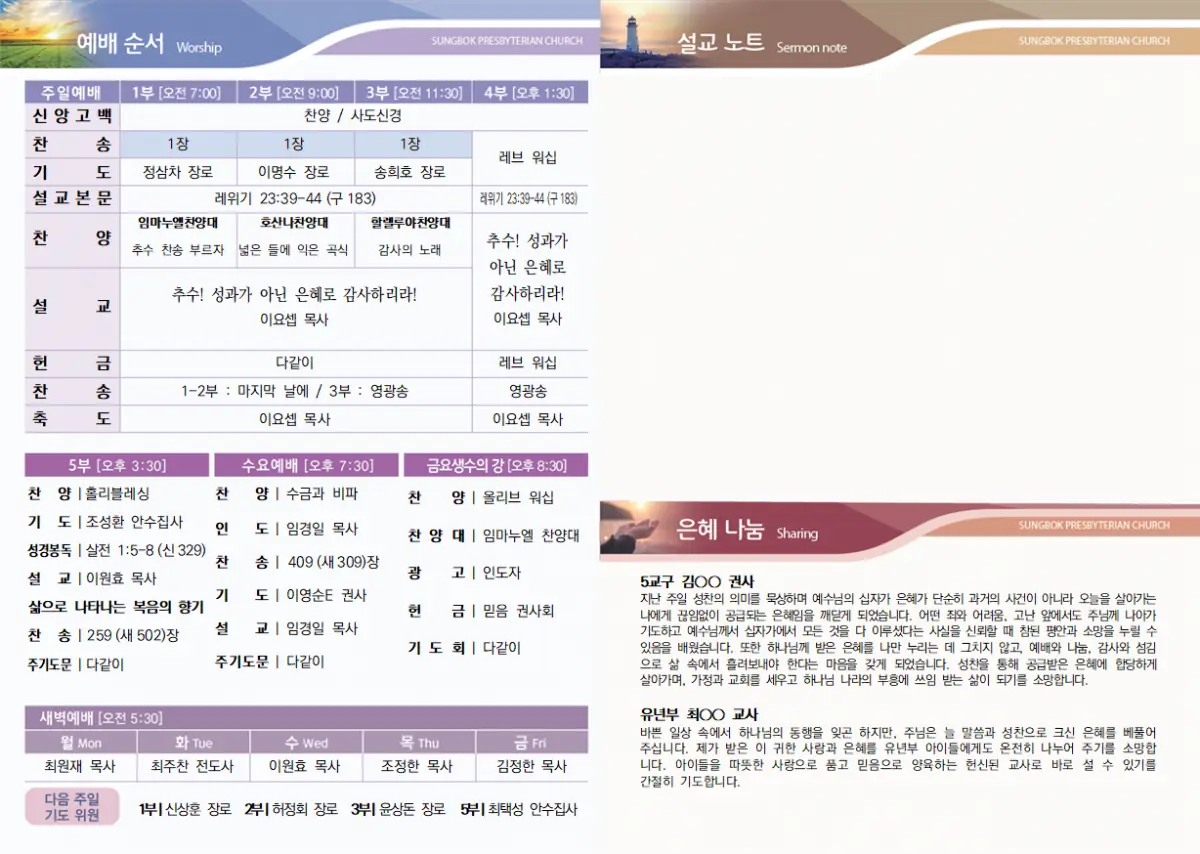 예배 순서 Worship
SUNGBOK PRESBYTERIAN CHURCH
주일예배 1부 [오전 7:00] 2부 [오전 9:00] 3부 [오전 11:30] 4부 [오후 1:30]
신앙고백 찬양 / 사도신경
찬 송 1장 1장 1장
레브 워십
기 도 정삼차 장로 이명수 장로 송희호 장로
설교본문 레위기 23:39-44 (구 183) 레위기 23:39-44 (구 183)
찬 양
임마누엘찬양대 호산나찬양대 할렐루야찬양대
추수 찬송 부르자 넓은 들에 익은 곡식 감사의 노래
설 교
추수! 성과가 아닌 은혜로 감사하리라!
이요셉 목사
추수! 성과가
아닌 은혜로
감사하리라!
이요셉 목사
헌 금 다같이 레브 워십
찬 송 1-2부 : 마지막 날에 / 3부 : 영광송 영광송
축 도 이요셉 목사 이요셉 목사
5부 [오후 3:30]
찬 양 | 홀리블레싱
기 도 | 조성환 안수집사
성경봉독 | 살전 1:5-8 (신 329)
설 교 | 이원효 목사
삶으로 나타나는 복음의 향기
찬 송 | 259 (새 502)장
주기도문 | 다같이
수요예배 [오후 7:30]
찬 양 | 수금과 비파
인 도 | 임경일 목사
찬 송 | 409 (새 309)장
기 도 | 이영순E 권사
설 교 | 임경일 목사
주기도문 | 다같이
금요생수의 강 [오후 8:30]
찬 양 | 올리브 워십
찬 양 대 | 임마누엘 찬양대
광 고 | 인도자
헌 금 | 믿음 권사회
기 도 회 | 다같이
새벽예배 [오전 5:30]
월 Mon 화 Tue 수 Wed 목 Thu 금 Fri
최원재 목사 최주찬 전도사 이원효 목사 조정한 목사 김정한 목사
다음 주일
기도 위원
1부 | 신상훈 장로 2부 | 허정회 장로 3부 | 윤상돈 장로 5부 | 최택성 안수집사
설교 노트 Sermon note
SUNGBOK PRESBYTERIAN CHURCH
은혜 나눔 Sharing
SUNGBOK PRESBYTERIAN CHURCH
5교구 김○○ 권사
지난 주일 성찬의 의미를 묵상하며 예수님의 십자가 은혜가 단순히 과거의 사건이 아니라 오늘을 살아가는
나에게 끊임없이 공급되는 은혜임을 깨닫게 되었습니다. 어떤 죄와 어려움, 고난 앞에서도 주님께 나아가
기도하고 예수님께서 십자가에서 모든 것을 다 이루셨다는 사실을 신뢰할 때 참된 평안과 소망을 누릴 수
있음을 배웠습니다. 또한 하나님께 받은 은혜를 나만 누리는 데 그치지 않고, 예배와 나눔, 감사와 섬김
으로 삶 속에서 흘려보내야 한다는 마음을 갖게 되었습니다. 성찬을 통해 공급받은 은혜에 합당하게
살아가며, 가정과 교회를 세우고 하나님 나라의 부흥에 쓰임 받는 삶이 되기를 소망합니다.
유년부 최○○ 교사
바쁜 일상 속에서 하나님의 동행을 잊곤 하지만, 주님은 늘 말씀과 성찬으로 크신 은혜를 베풀어
주십니다. 제가 받은 이 귀한 사랑과 은혜를 유년부 아이들에게도 온전히 나누어 주기를 소망합
니다. 아이들을 따뜻한 사랑으로 품고 믿음으로 양육하는 헌신된 교사로 바로 설 수 있기를
간절히 기도합니다.